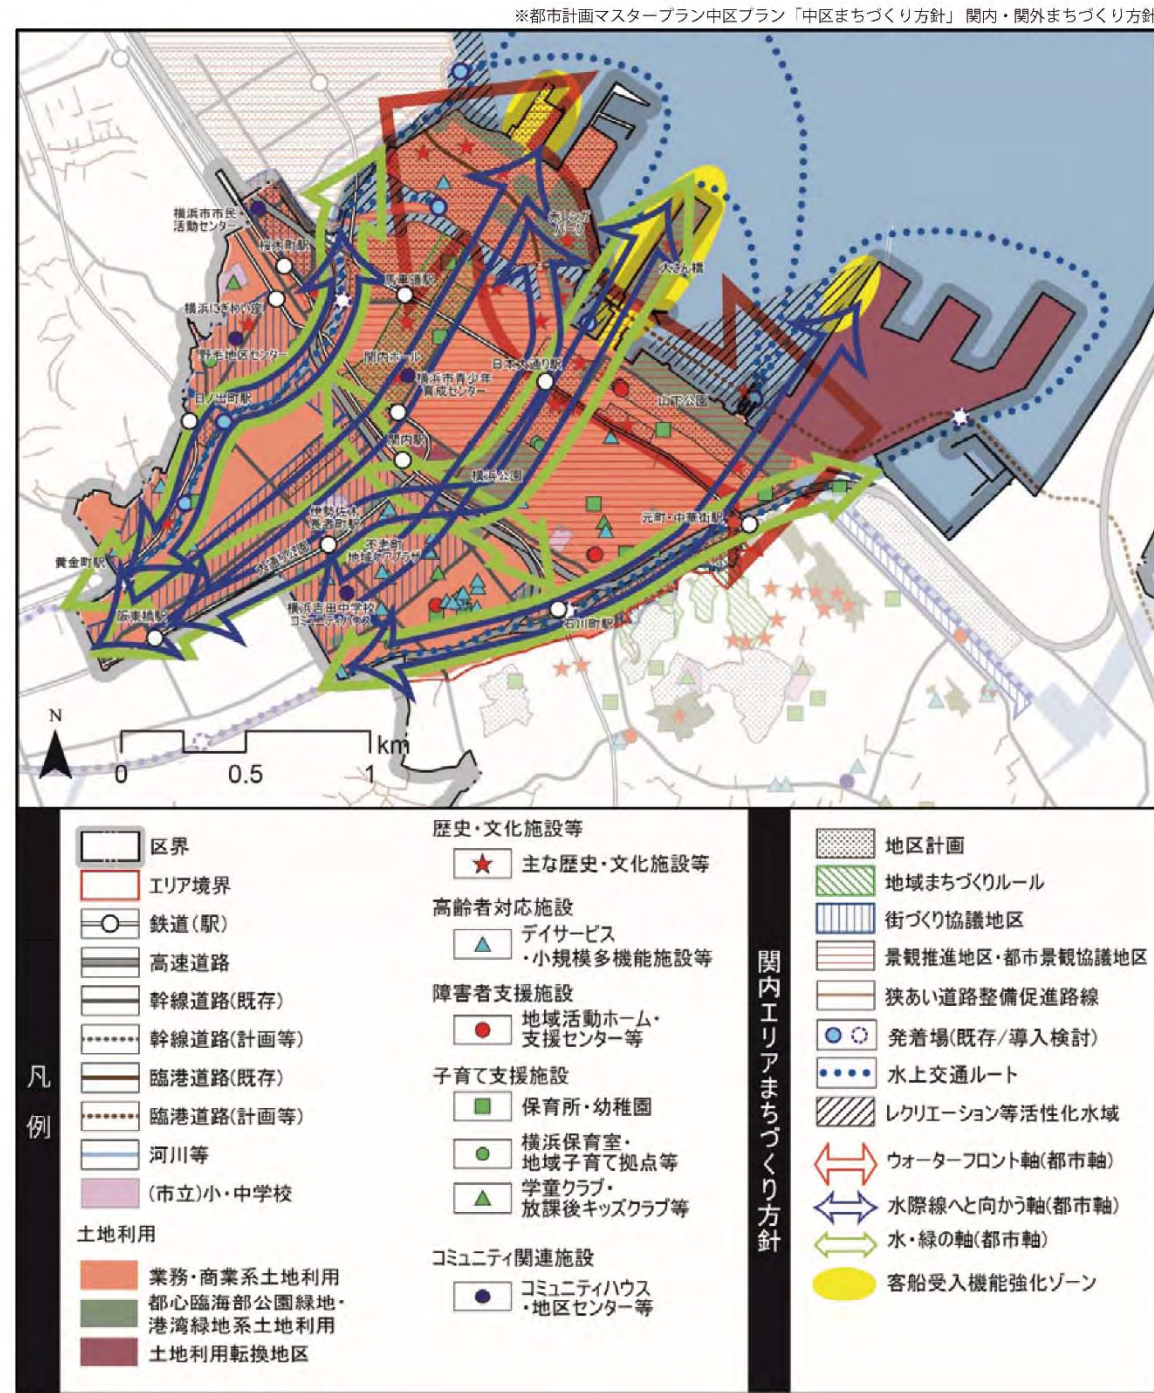 ※都市計画マスタープラン中区プラン「中区まちづくり方針」 関内・関外まちづくり方針
横浜市市民
活動センター
桜木町駅
横浜にぎわい座
野毛地区センター
日ノ出町駅
黄金町駅
阪東橋駅
大通り公園
伊勢佐木
長者町駅
不老町
地域ケアプラザ
横浜吉田中学校
コミュニティハウス
馬車道駅
関内ホール
横浜市青少年
育成センター
関内駅
横浜公園
日本大通り駅
赤レンガ
パーク
大さん橋
山下公園
元町・中華街駅
石川町駅
N
0
0.5
1
km
凡例
区界
エリア境界
鉄道(駅)
高速道路
幹線道路(既存)
幹線道路(計画等)
臨港道路(既存)
臨港道路(計画等)
河川等
(市立)小・中学校
土地利用
業務・商業系土地利用
都心臨海部公園緑地・
港湾緑地系土地利用
土地利用転換地区
歴史・文化施設等
主な歴史・文化施設等
高齢者対応施設
デイサービス
・小規模多機能施設等
障害者支援施設
地域活動ホーム・
支援センター等
子育て支援施設
保育所・幼稚園
横浜保育室・
地域子育て拠点等
学童クラブ・
放課後キッズクラブ等
コミュニティ関連施設
コミュニティハウス
・地区センター等
関内エリアまちづくり方針
地区計画
地域まちづくりルール
街づくり協議地区
景観推進地区・都市景観協議地区
狭あい道路整備促進路線
発着場(既存/導入検討)
水上交通ルート
レクリエーション等活性化水域
ウォーターフロント軸(都市軸)
水際線へと向かう軸(都市軸)
水・緑の軸(都市軸)
客船受入機能強化ゾーン